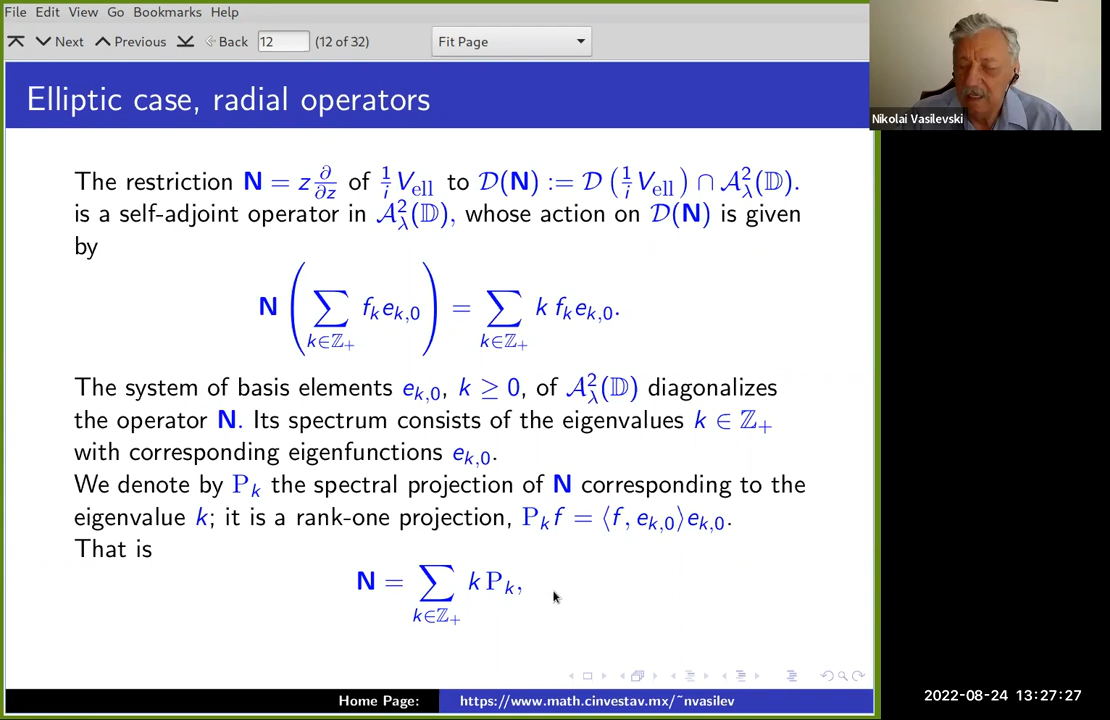 File Edit View Go Bookmarks Help
Next Previous Back 12 (12 of 32) Fit Page
Elliptic case, radial operators
The restriction N = z ∂/∂z of 1/i V_ell to D(N) := D (1/i V_ell) ∩ A²_λ(𝔻).
is a self-adjoint operator in A²_λ(𝔻), whose action on D(N) is given
by
N (∑_{k∈ℤ₊} f_k e_{k,0}) = ∑_{k∈ℤ₊} k f_k e_{k,0}.
The system of basis elements e_{k,0}, k ≥ 0, of A²_λ(𝔻) diagonalizes
the operator N. Its spectrum consists of the eigenvalues k ∈ ℤ₊
with corresponding eigenfunctions e_{k,0}.
We denote by P_k the spectral projection of N corresponding to the
eigenvalue k; it is a rank-one projection, P_k f = ⟨f, e_{k,0}⟩e_{k,0}.
That is
N = ∑_{k∈ℤ₊} k P_k,
Home Page: https://www.math.cinvestav.mx/~nvasilev
Nikolai Vasilevski
2022-08-24 13:27:27